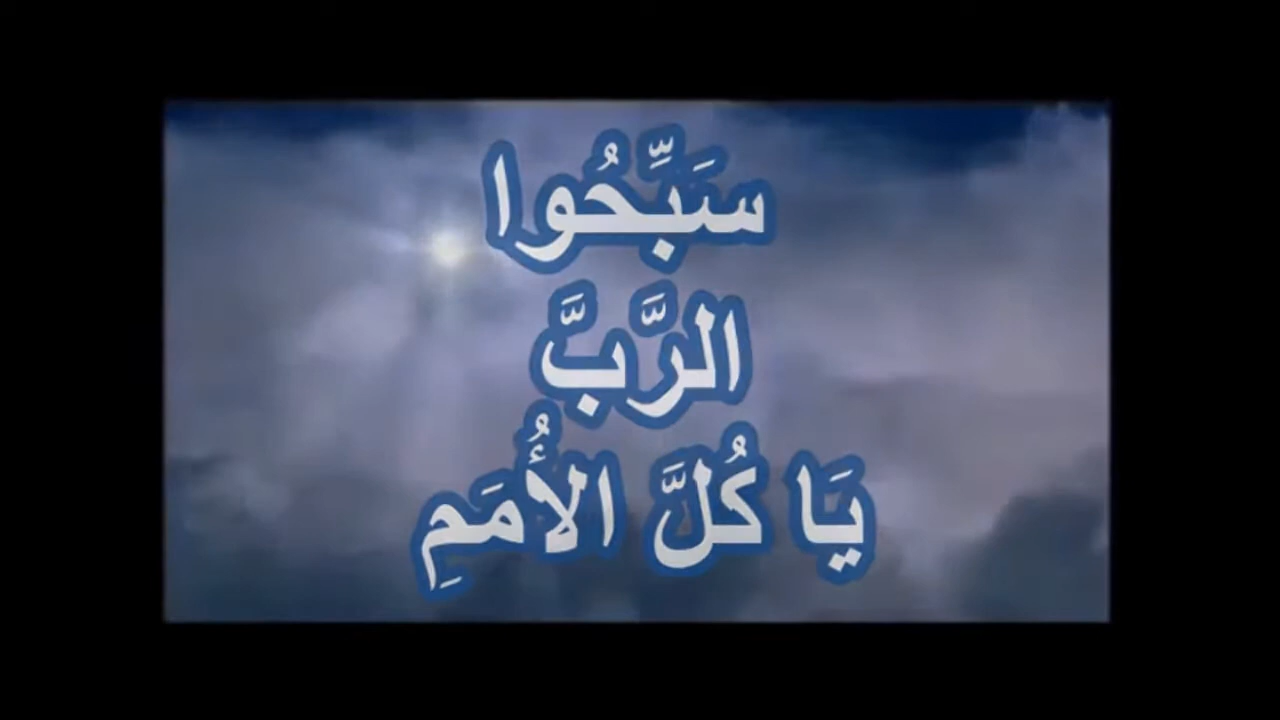 سَبِّحُوا
الرَّبَّ
يَا كُلَّ الأُمَمِ